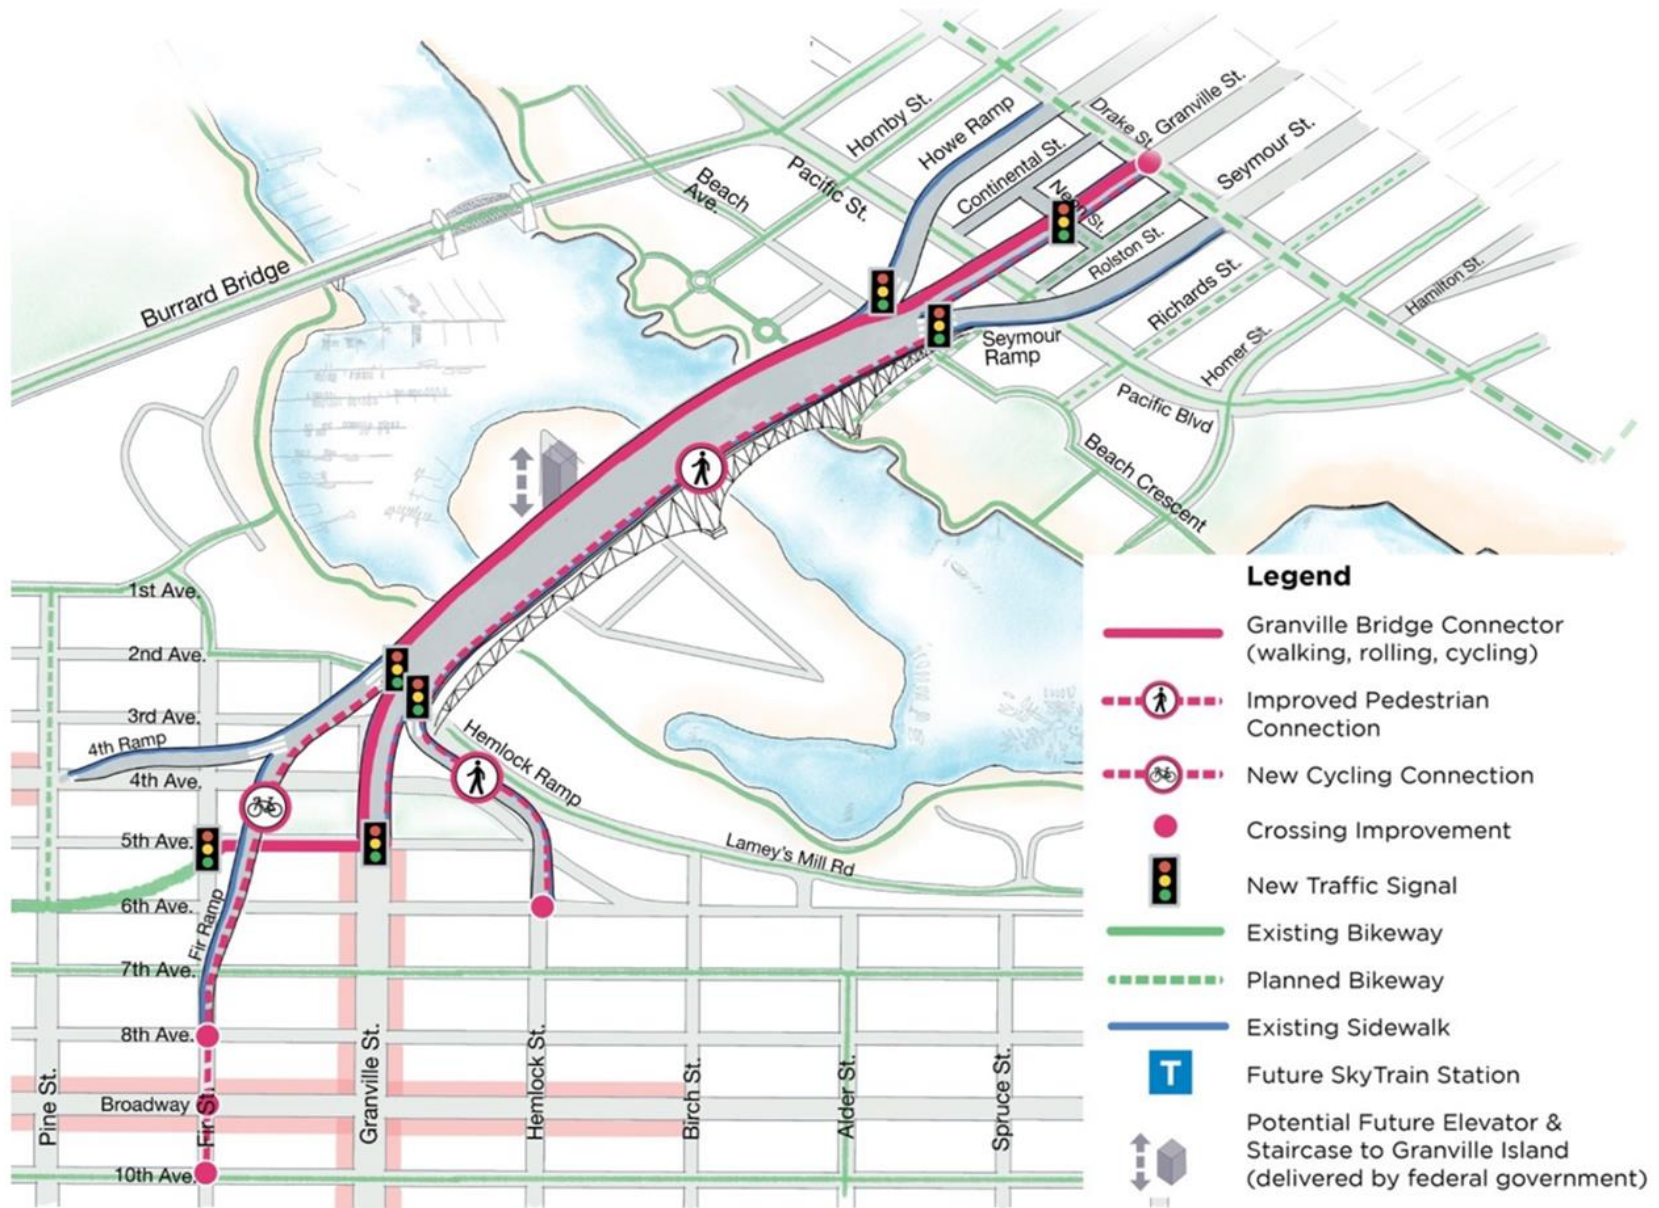 Hornby St.
Howe Ramp
Drake St.
Granville St.
Continental St.
Neon St.
Seymour St.
Beach
Ave.
Pacific St.
Rolston St.
Burrard Bridge
Richards St.
Hamilton St.
Seymour
Ramp
Homer St.
Pacific Blvd
Beach Crescent
1st Ave.
2nd Ave.
3rd Ave.
4th Ramp
4th Ave.
Hemlock Ramp
5th Ave.
Lamey's Mill Rd
6th Ave.
Fir Ramp
7th Ave.
8th Ave.
Broadway
10th Ave.
Pine St.
Fir St.
Granville St.
Hemlock St.
Birch St.
Alder St.
Spruce St.
Legend
Granville Bridge Connector
(walking, rolling, cycling)
Improved Pedestrian
Connection
New Cycling Connection
Crossing Improvement
New Traffic Signal
Existing Bikeway
Planned Bikeway
Existing Sidewalk
T
Future SkyTrain Station
Potential Future Elevator &
Staircase to Granville Island
(delivered by federal government)